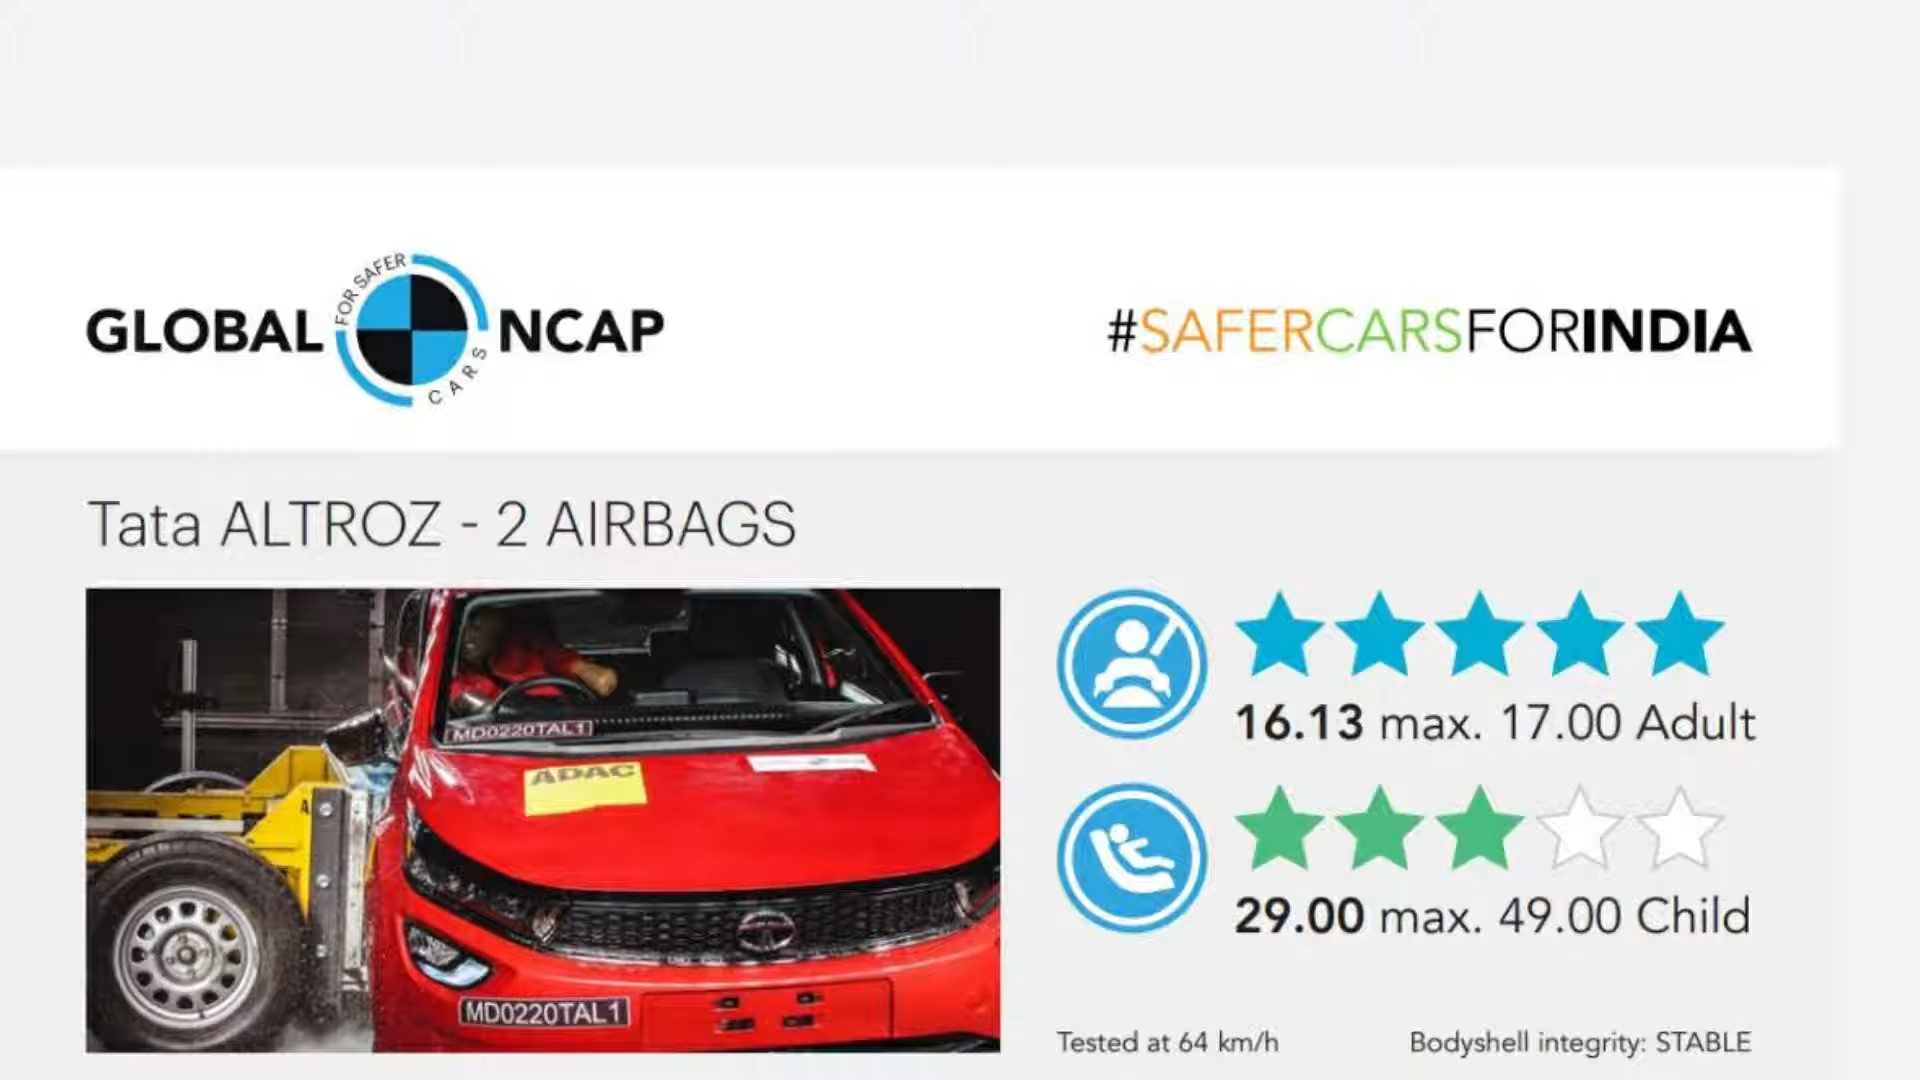 GLOBAL FOR SAFER CARS NCAP
#SAFERCARSFORINDIA
Tata ALTROZ - 2 AIRBAGS
MD0220TAL1
ADAC
MD0220TAL1
16.13 max. 17.00 Adult
29.00 max. 49.00 Child
Tested at 64 km/h
Bodyshell integrity: STABLE